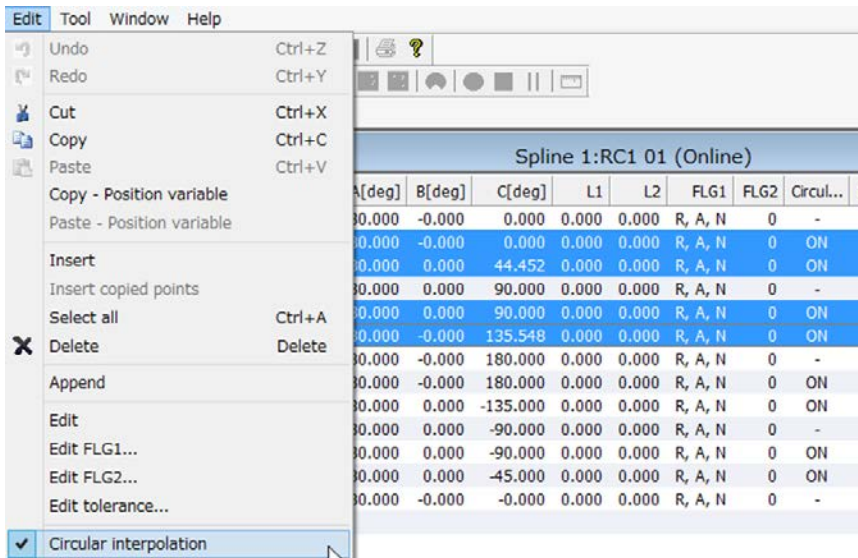 Edit Tool Window Help
Undo Ctrl+Z
Redo Ctrl+Y
Cut Ctrl+X
Copy Ctrl+C
Paste Ctrl+V
Copy - Position variable
Paste - Position variable
Insert
Insert copied points
Select all Ctrl+A
Delete Delete
Append
Edit
Edit FLG1...
Edit FLG2...
Edit tolerance...
Circular interpolation
Spline 1:RC1 01 (Online)
A[deg] B[deg] C[deg] L1 L2 FLG1 FLG2 Circul...
-0.000 0.000 0.000 0.000 R, A, N 0 -
-0.000 0.000 0.000 0.000 R, A, N 0 ON
0.000 44.452 0.000 0.000 R, A, N 0 ON
0.000 90.000 0.000 0.000 R, A, N 0 -
0.000 90.000 0.000 0.000 R, A, N 0 ON
-0.000 135.548 0.000 0.000 R, A, N 0 ON
-0.000 180.000 0.000 0.000 R, A, N 0 -
-0.000 180.000 0.000 0.000 R, A, N 0 ON
0.000 -135.000 0.000 0.000 R, A, N 0 ON
0.000 -90.000 0.000 0.000 R, A, N 0 -
0.000 -90.000 0.000 0.000 R, A, N 0 ON
0.000 -45.000 0.000 0.000 R, A, N 0 ON
-0.000 -0.000 0.000 0.000 R, A, N 0 -